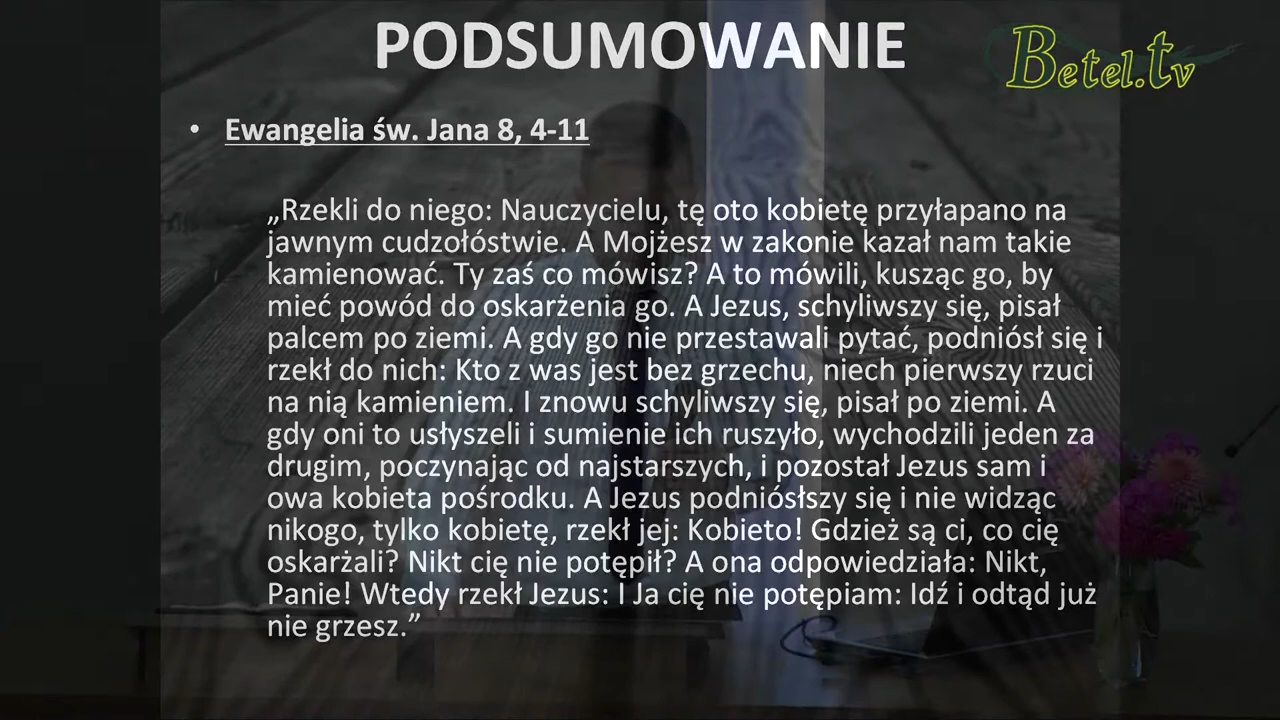 PODSUMOWANIE
Betel.tv
• Ewangelia św. Jana 8, 4-11
„Rzekli do niego: Nauczycielu, tę oto kobietę przyłapano na
jawnym cudzołóstwie. A Mojżesz w zakonie kazał nam takie
kamienować. Ty zaś co mówisz? A to mówili, kusząc go, by
mieć powód do oskarżenia go. A Jezus, schyliwszy się, pisał
palcem po ziemi. A gdy go nie przestawali pytać, podniósł się i
rzekł do nich: Kto z was jest bez grzechu, niech pierwszy rzuci
na nią kamieniem. I znowu schyliwszy się, pisał po ziemi. A
gdy oni to usłyszeli i sumienie ich ruszyło, wychodzili jeden za
drugim, poczynając od najstarszych, i pozostał Jezus sam i
owa kobieta pośrodku. A Jezus podniósłszy się i nie widząc
nikogo, tylko kobietę, rzekł jej: Kobieto! Gdzież są ci, co cię
oskarżali? Nikt cię nie potępił? A ona odpowiedziała: Nikt,
Panie! Wtedy rzekł Jezus: I Ja cię nie potępiam: Idź i odtąd już
nie grzesz.”